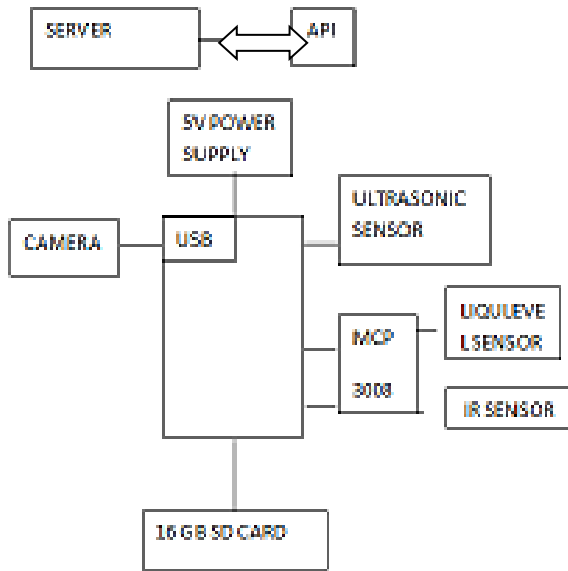 SERVER
API
5V POWER
SUPPLY
ULTRASONIC
SENSOR
CAMERA
USB
LIQULEVE
LSENSOR
MCP
3008
IR SENSOR
16 GB SD CARD